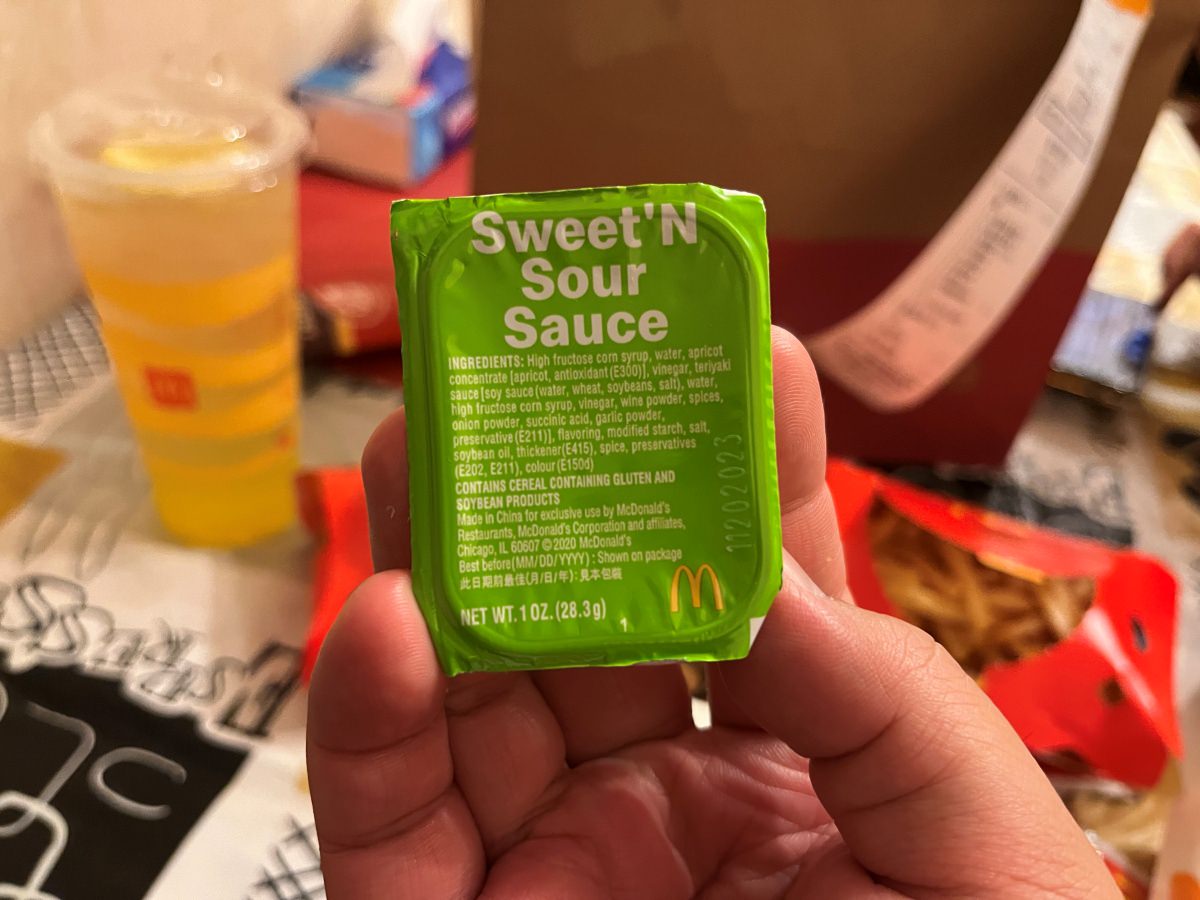 Sweet'N
Sour
Sauce
INGREDIENTS: High fructose corn syrup, water, apricot
concentrate [apricot, antioxidant (E300)], vinegar, teriyaki
sauce [soy sauce (water, wheat, soybeans, salt), water,
high fructose corn syrup, vinegar, wine powder, spices,
onion powder, succinic acid, garlic powder,
preservative (E211)], flavoring, modified starch, salt,
soybean oil, thickener (E415), spice, preservatives
(E202, E211), colour (E150d)
CONTAINS CEREAL CONTAINING GLUTEN AND
SOYBEAN PRODUCTS
Made in China for exclusive use by McDonald's
Restaurants, McDonald's Corporation and affiliates,
Chicago, IL 60607 © 2020 McDonald's
Best before (MM/DD/YYYY) : Shown on package
此日期前最佳(月/日/年): 見本包裝
NET WT. 1 OZ. (28.3g)
1
11202023